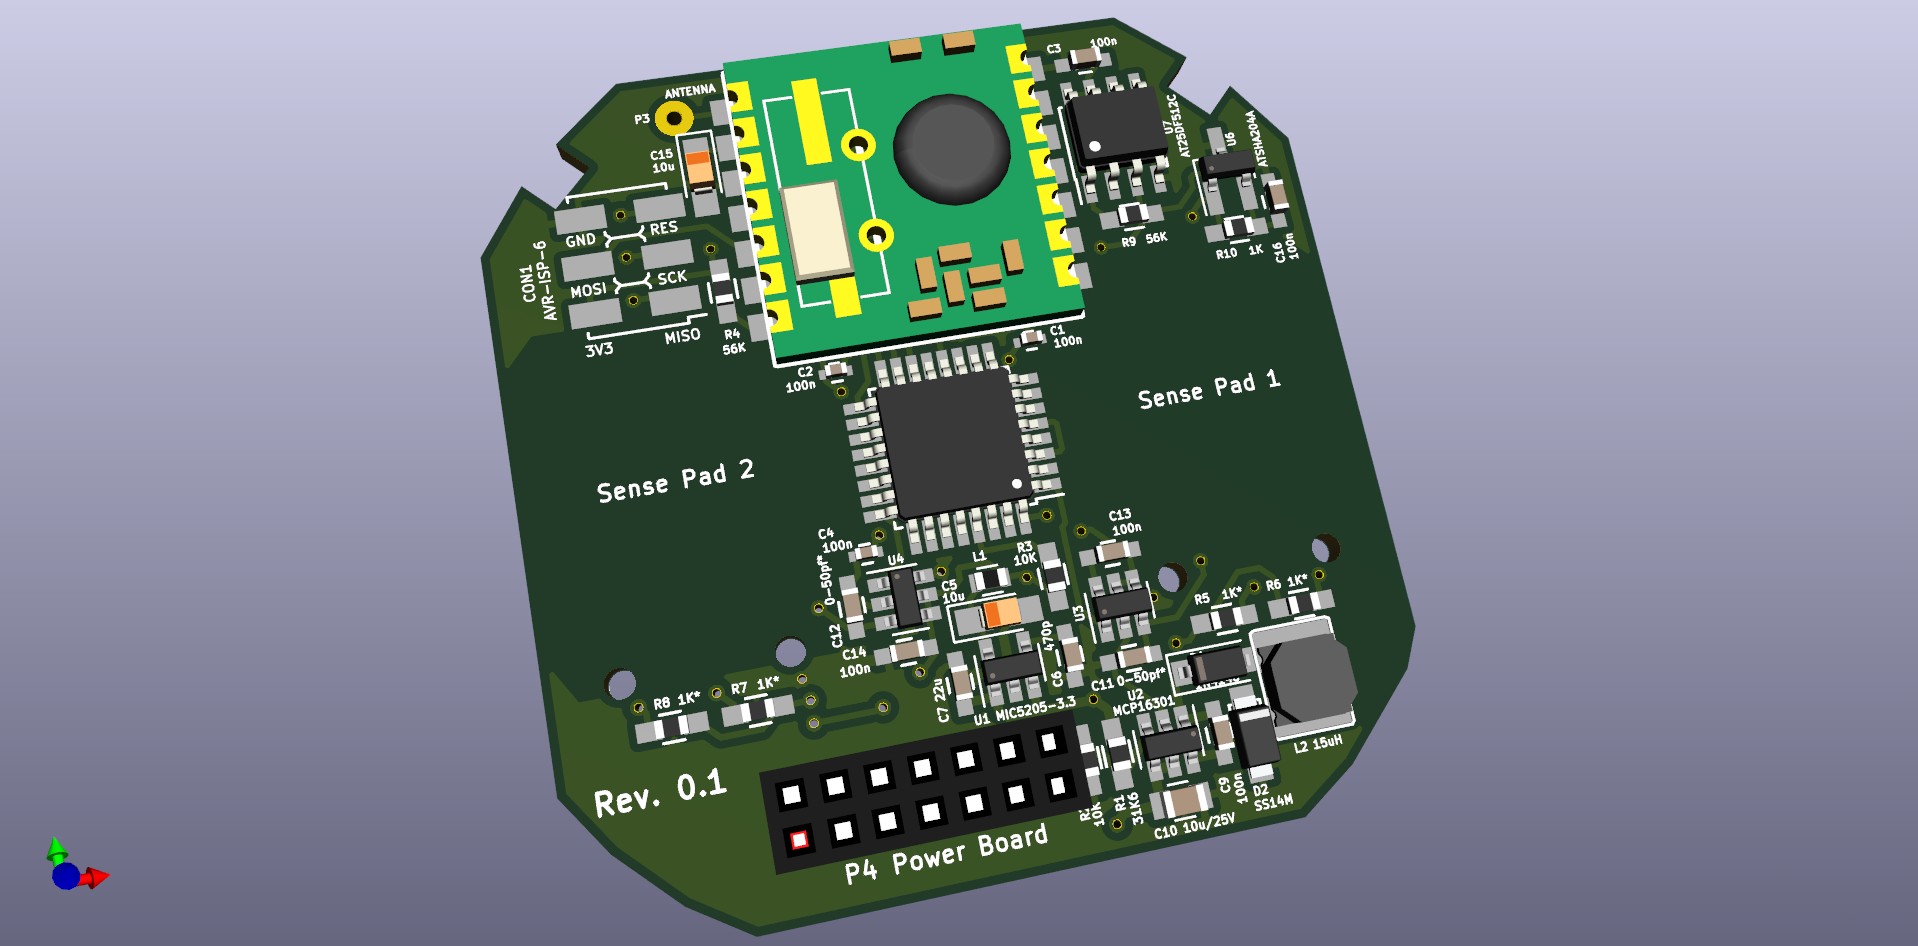 C3
100n
ANTENNA
P3
U7
AT25DF512C
U6
ATSHA204A
C15
10u
GND
RES
CON1
AVR-ISP-6
MOSI
SCK
3V3
MISO
R4
56K
R9 56K
R10 1K
C16
100n
C1
100n
C2
100n
Sense Pad 1
Sense Pad 2
C4
100n
U4
L1
R3
10K
C13
100n
0-50pf*
C12
C5
10u
U3
R5 1K*
R6 1K*
C14
100n
470p
C6
C11 0-50pf*
C7 22u
U1 MIC5205-3.3
U2
MCP16301
R8 1K*
R7 1K*
L2 15uH
Rev. 0.1
10K
R1
31K6
C9
100n
D2
SS14M
C10 10u/25V
P4 Power Board